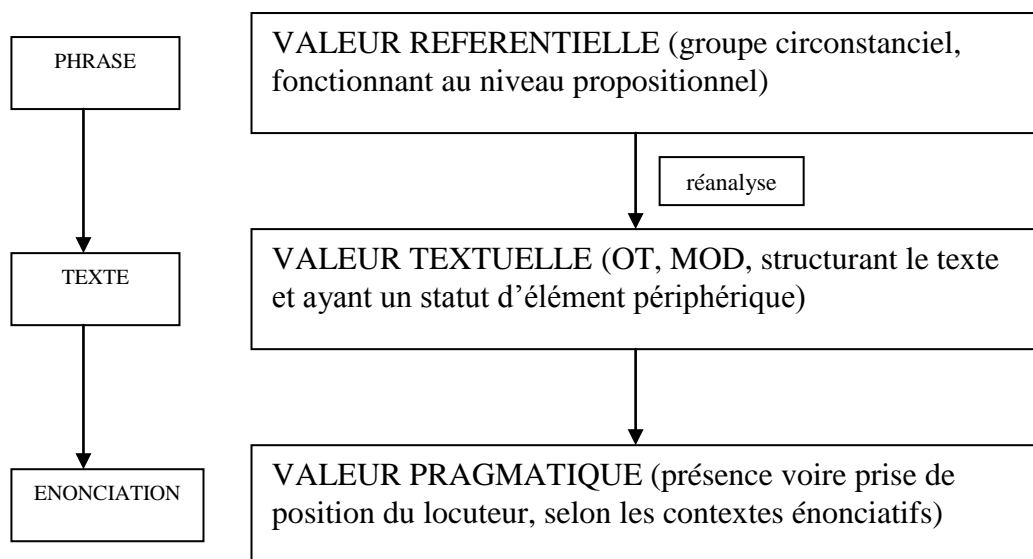 PHRASE
VALEUR REFERENTIELLE (groupe circonstanciel,
fonctionnant au niveau propositionnel)
réanalyse
TEXTE
VALEUR TEXTUELLE (OT, MOD, structurant le texte
et ayant un statut d’élément périphérique)
ENONCIATION
VALEUR PRAGMATIQUE (présence voire prise de
position du locuteur, selon les contextes énonciatifs)